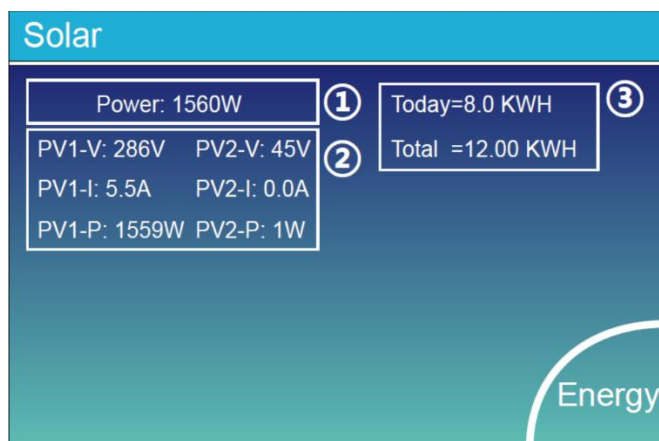 Solar
Power: 1560W
①
PV1-V: 286V PV2-V: 45V
②
PV1-I: 5.5A PV2-I: 0.0A
PV1-P: 1559W PV2-P: 1W
Today=8.0 KWH
③
Total =12.00 KWH
Energy